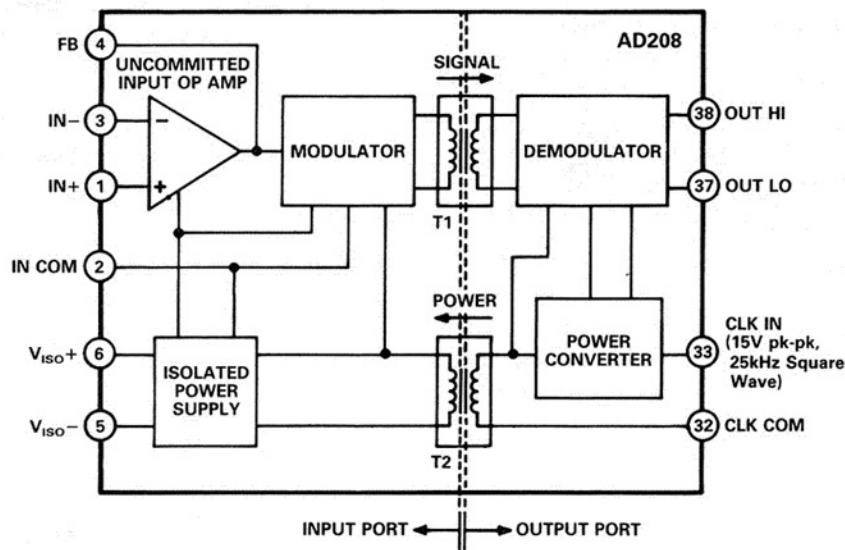 AD208
FB
4
UNCOMMITTED
INPUT OP AMP
SIGNAL
IN−
3
−
MODULATOR
DEMODULATOR
38
OUT HI
IN+
1
+
37
OUT LO
T1
IN COM
2
POWER
VISO+
6
ISOLATED
POWER
SUPPLY
POWER
CONVERTER
33
CLK IN
(15V pk-pk,
25kHz Square
Wave)
VISO−
5
32
CLK COM
T2
INPUT PORT
OUTPUT PORT